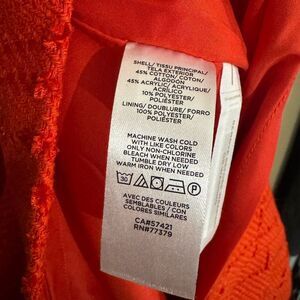 SHELL/TISSU PRINCIPAL/
TELA EXTERIOR
45% COTTON/COTON/
ALGODÓN
45% ACRYLIC/ACRYLIQUE/
ACRÍLICO
10% POLYESTER/
POLIÉSTER
LINING/DOUBLURE/FORRO
100% POLYESTER/
POLIÉSTER
MACHINE WASH COLD
WITH LIKE COLORS
ONLY NON-CHLORINE
BLEACH WHEN NEEDED
TUMBLE DRY LOW
WARM IRON WHEN NEEDED
AVEC DES COULEURS
SEMBLABLES / CON
COLORES SIMILARES
CA#57421
RN#77379